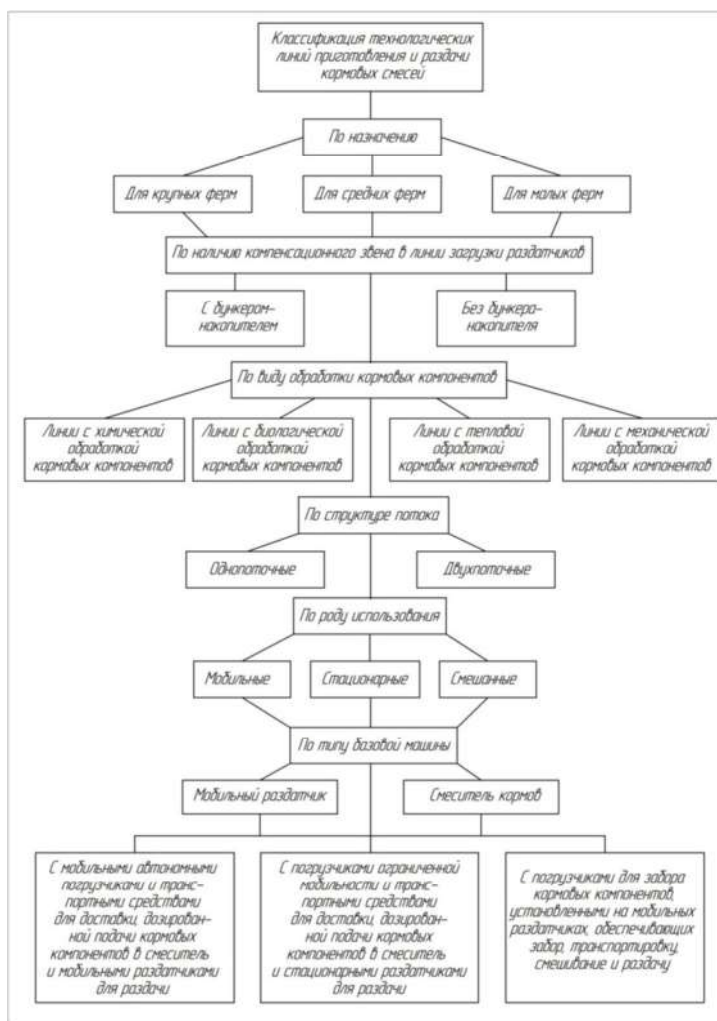 Классификация технологических
линий приготовления и раздачи
кормовых смесей
По назначению
Для крупных ферм
Для средних ферм
Для малых ферм
По наличию компенсационного звена в линии загрузки раздатчиков
С бункером-
накопителем
Без бункера-
накопителя
По виду обработки кормовых компонентов
Линии с химической
обработкой
кормовых компонентов
Линии с биологической
обработкой
кормовых компонентов
Линии с тепловой
обработкой
кормовых компонентов
Линии с механической
обработкой
кормовых компонентов
По структуре потока
Однопоточные
Двухпоточные
По роду использования
Мобильные
Стационарные
Смешанные
По типу базовой машины
Мобильный раздатчик
Смеситель кормов
С мобильными автономными
погрузчиками и транс-
портными средствами
для доставки, дозирован-
ной подачи кормовых
компонентов в смеситель
и мобильными раздатчиками
для раздачи
С погрузчиками ограниченной
мобильности и транс-
портными средствами
для доставки, дозирован-
ной подачи кормовых
компонентов в смеситель
и стационарными раздатчиками
для раздачи
С погрузчиками для забора
кормовых компонентов,
установленными на мобильных
раздатчиках, обеспечивающих
забор, транспортировку,
смешивание и раздачу